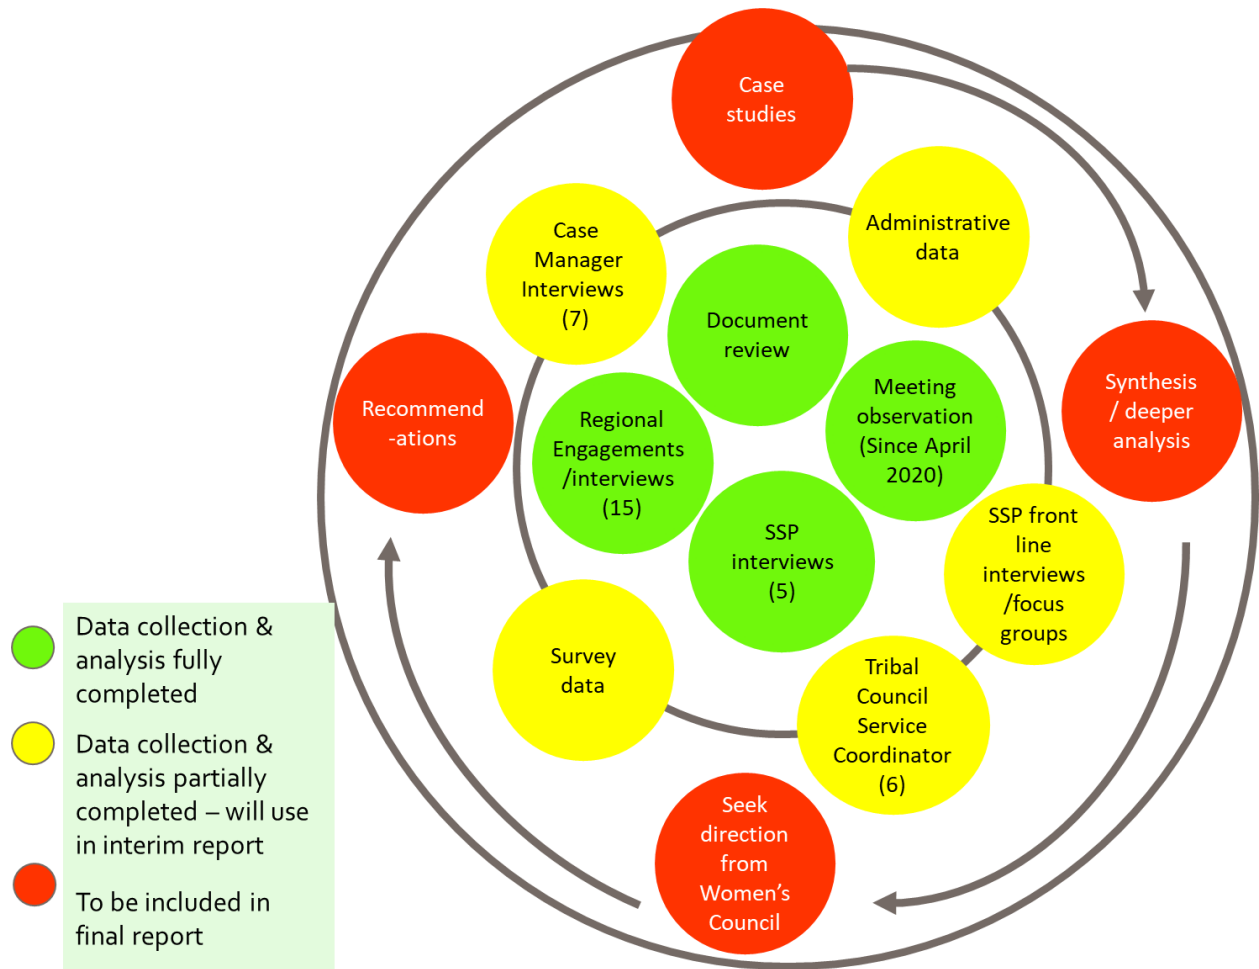 Case
studies
Administrative
data
Case
Manager
Interviews
(7)
Document
review
Meeting
observation
(Since April
2020)
Synthesis
/ deeper
analysis
Recommend
-ations
Regional
Engagements
/interviews
(15)
SSP
interviews
(5)
SSP front
line
interviews
/focus
groups
Survey
data
Tribal
Council
Service
Coordinator
(6)
Seek
direction
from
Women’s
Council
Data collection &
analysis fully
completed
Data collection &
analysis partially
completed – will use
in interim report
To be included in
final report